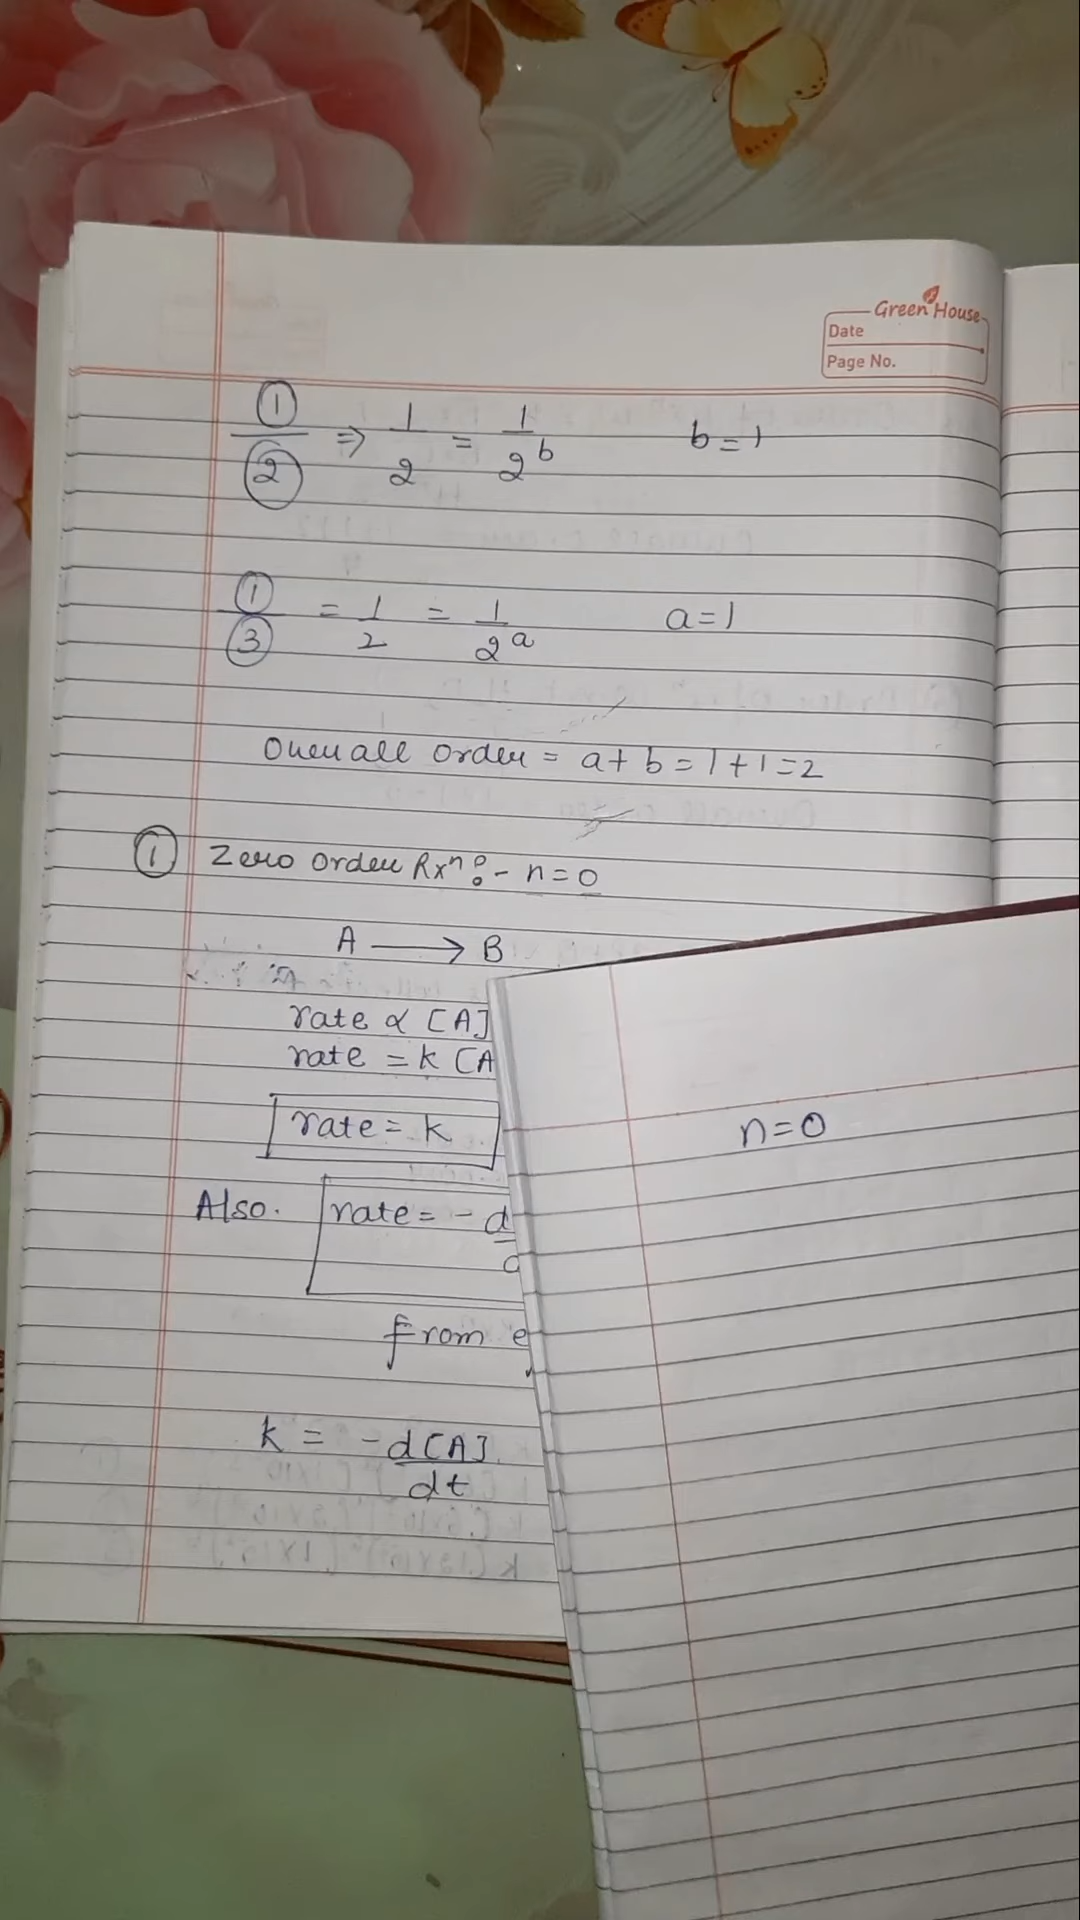 Green House
Date
Page No.
① / ② ⇒ 1/2 = 1/2^b b = 1
① / ③ = 1/2 = 1/2^a a = 1
Overall order = a + b = 1 + 1 = 2
① Zero order Rxⁿ :- n = 0
A ⟶ B
rate ∝ [A]
rate = k [A
rate = k
n = 0
Also. rate = - d
from e
k = - d[A] / dt